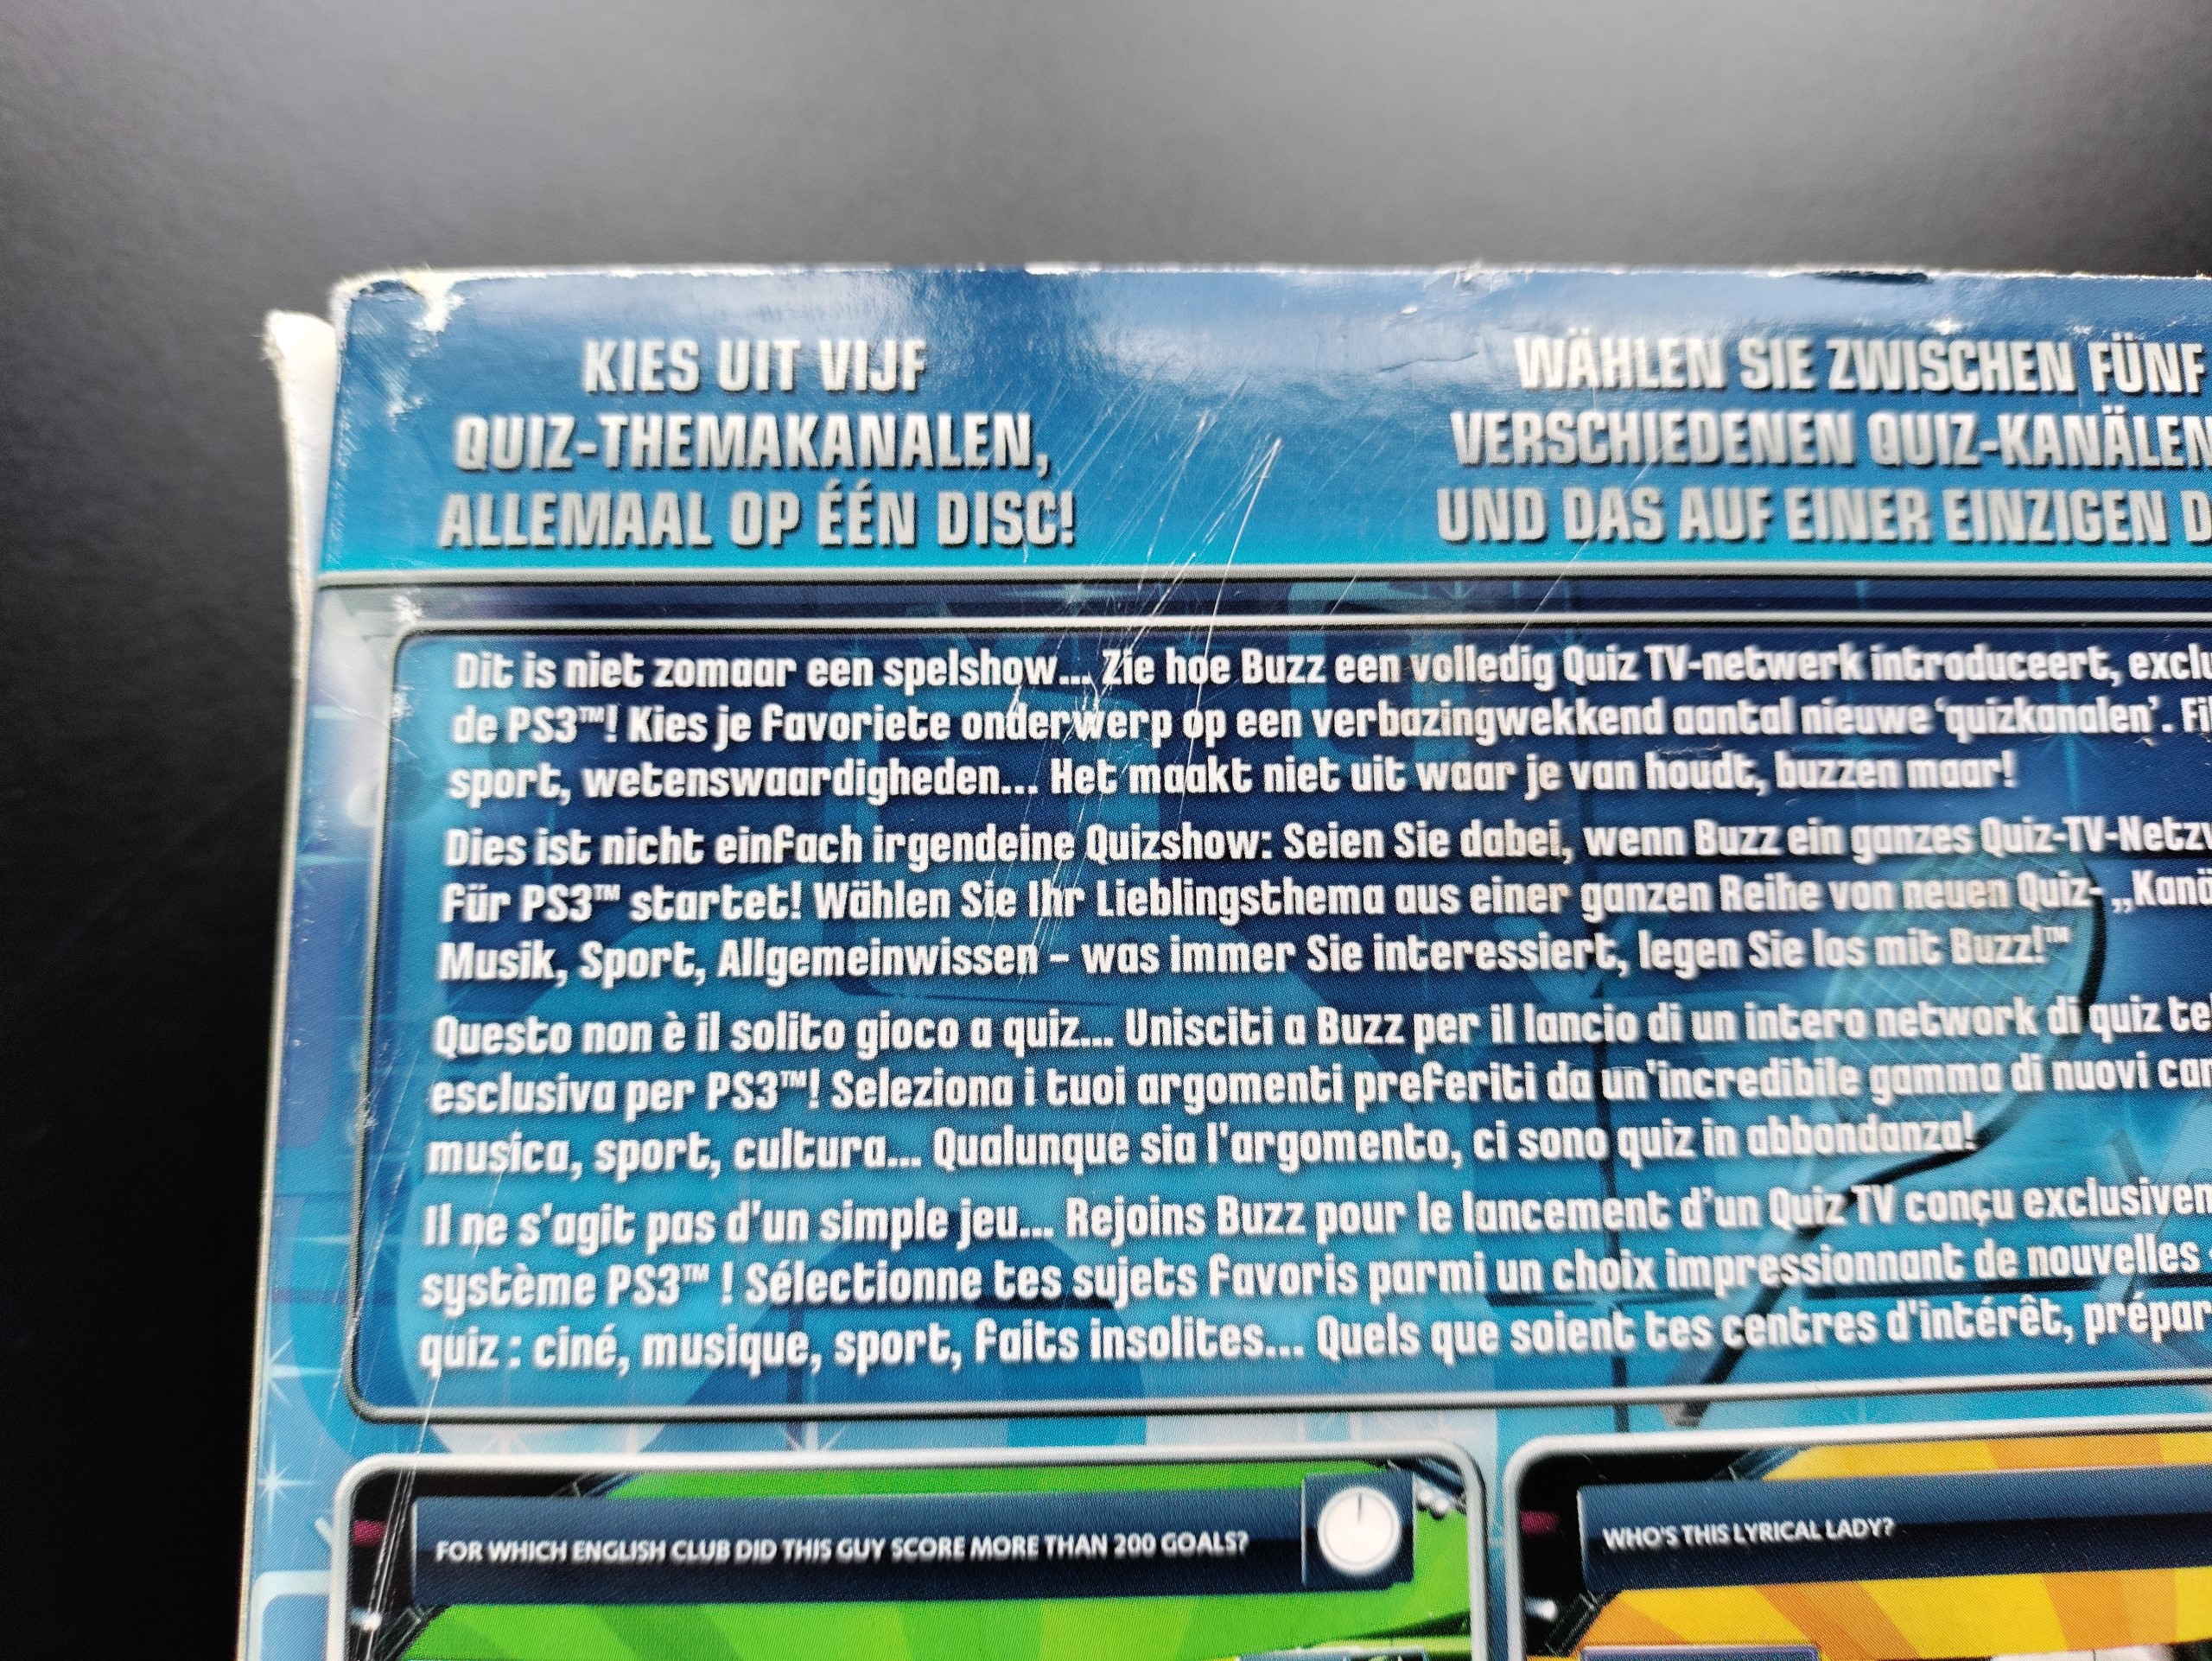 KIES UIT VIJF
QUIZ-THEMAKANALEN,
ALLEMAAL OP ÉÉN DISC!
WÄHLEN SIE ZWISCHEN FÜNF
VERSCHIEDENEN QUIZ-KANÄLEN
UND DAS AUF EINER EINZIGEN
Dit is niet zomaar een spelshow... Zie hoe Buzz een volledig Quiz TV-netwerk introduceert,
de PS3™! Kies je favoriete onderwerp op een verbazingwekkend aantal nieuwe ‘quizkanalen’.
sport, wetenswaardigheden... Het maakt niet uit waar je van houdt, buzzen maar!
Dies ist nicht einfach irgendeine Quizshow: Seien Sie dabei, wenn Buzz ein ganzes
für PS3™ startet! Wählen Sie Ihr Lieblingsthema aus einer ganzen Reihe von neuen Quiz-
Musik, Sport, Allgemeinwissen – was immer Sie interessiert, legen Sie los mit Buzz!™
Questo non è il solito gioco a quiz... Unisciti a Buzz per il lancio di un intero network di quiz
esclusiva per PS3™! Seleziona i tuoi argomenti preferiti da un'incredibile gamma di nuovi
musica, sport, cultura... Qualunque sia l'argomento, ci sono quiz in abbondanza!
Il ne s'agit pas d'un simple jeu... Rejoins Buzz pour le lancement d’un Quiz TV conçu
système PS3™ ! Sélectionne tes sujets favoris parmi un choix impressionnant de nouvelles
quiz : ciné, musique, sport, faits insolites... Quels que soient tes centres d'intérêt,
FOR WHICH ENGLISH CLUB DID THIS GUY SCORE MORE THAN 200 GOALS?
WHO'S THIS LYRICAL LADY?